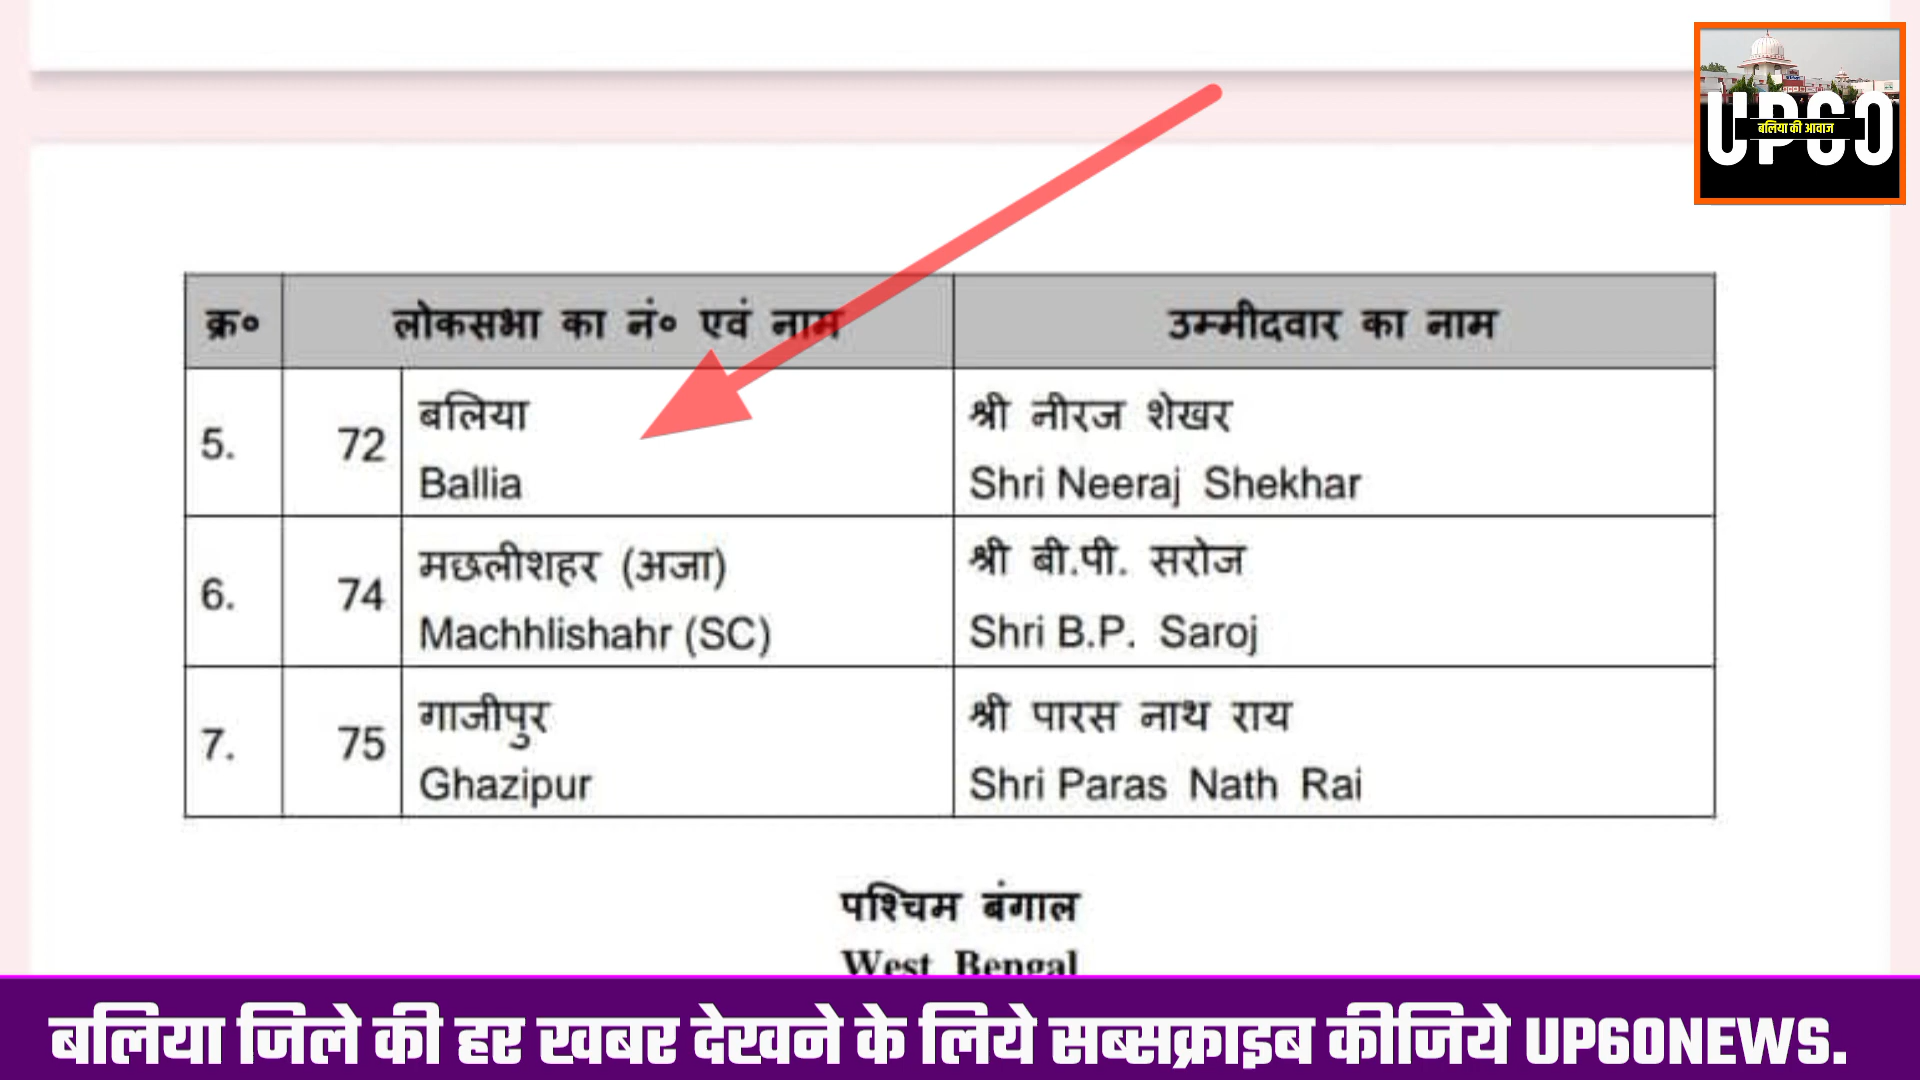 UP60
बलिया की आवाज
क्र० लोकसभा का नं० एवं नाम उम्मीदवार का नाम
5. 72 बलिया श्री नीरज शेखर
Ballia Shri Neeraj Shekhar
6. 74 मछलीशहर (अजा) श्री बी.पी. सरोज
Machhlishahr (SC) Shri B.P. Saroj
7. 75 गाजीपुर श्री पारस नाथ राय
Ghazipur Shri Paras Nath Rai
पश्चिम बंगाल
West Bengal
बलिया जिले की हर खबर देखने के लिये सब्सक्राइब कीजिये UP60NEWS.